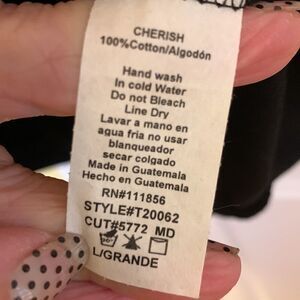 CHERISH
100%Cotton/Algodón
Hand wash
In cold Water
Do not Bleach
Line Dry
Lavar a mano en
agua fria no usar
blanqueador
secar colgado
Made in Guatemala
Hecho en Guatemala
RN#111856
STYLE#T20062
CUT#5772 MD
L/GRANDE